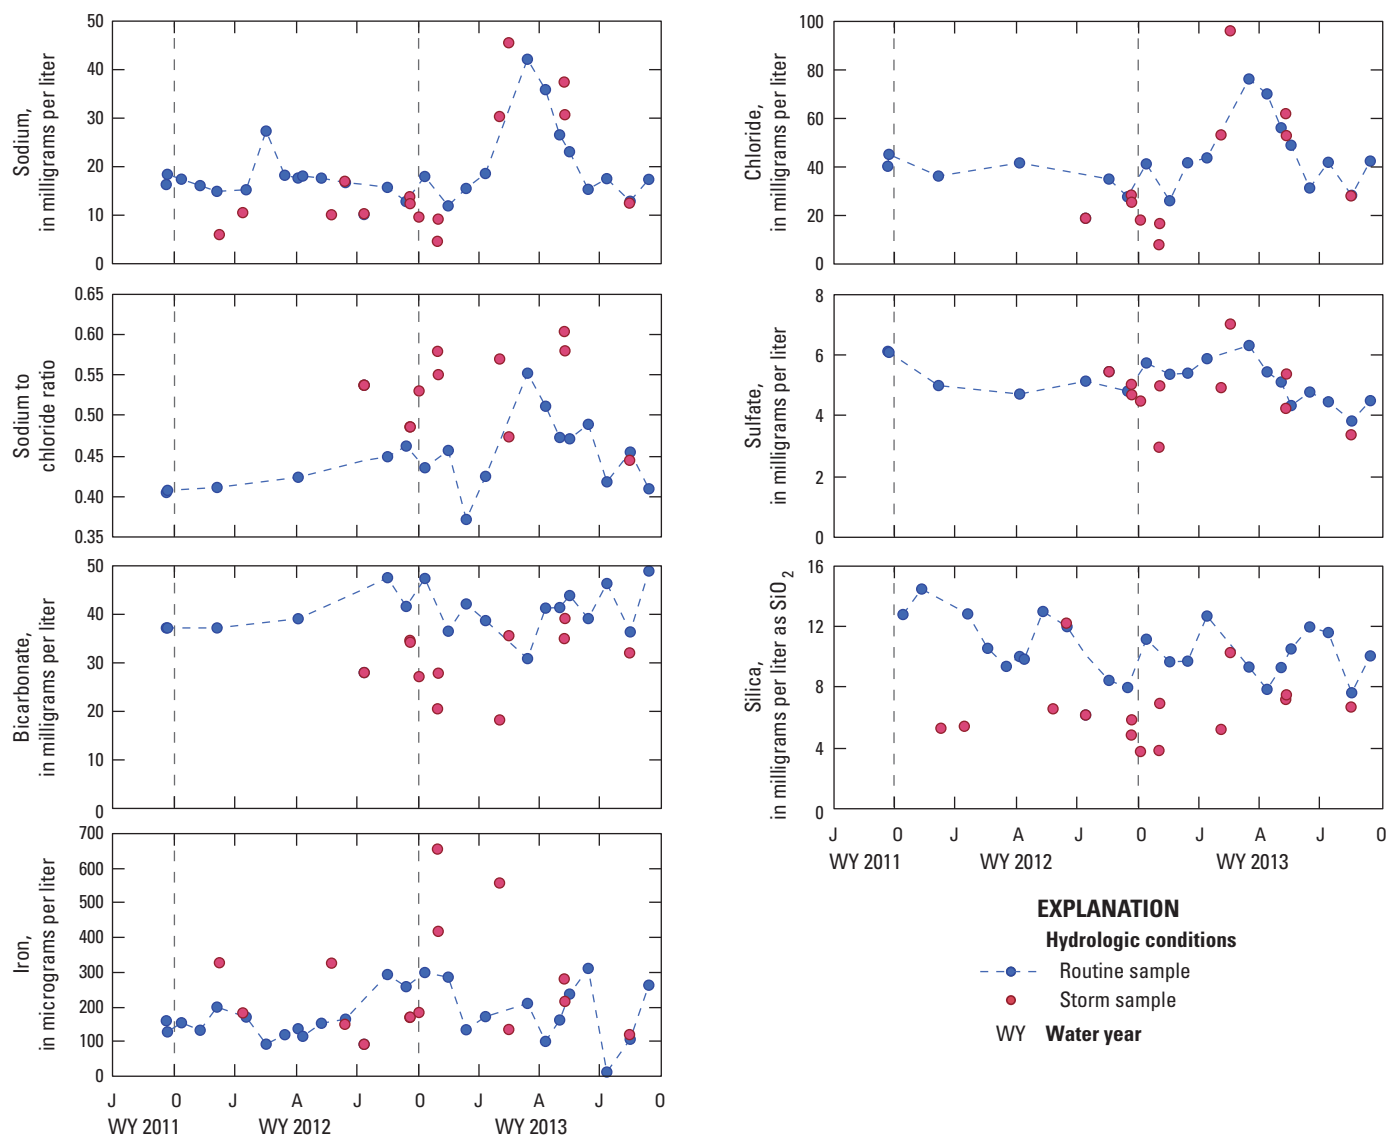 Sodium,
in milligrams per liter
50
40
30
20
10
0
Chloride,
in milligrams per liter
100
80
60
40
20
0
Sodium to
chloride ratio
0.65
0.60
0.55
0.50
0.45
0.40
0.35
Sulfate,
in milligrams per liter
8
6
4
2
0
Bicarbonate,
in milligrams per liter
50
40
30
20
10
0
Silica,
in milligrams per liter as SiO2
16
12
8
4
0
J O J A J O J A J O
WY 2011 WY 2012 WY 2013
Iron,
in micrograms per liter
700
600
500
400
300
200
100
0
J O J A J O J A J O
WY 2011 WY 2012 WY 2013
EXPLANATION
Hydrologic conditions
Routine sample
Storm sample
WY Water year